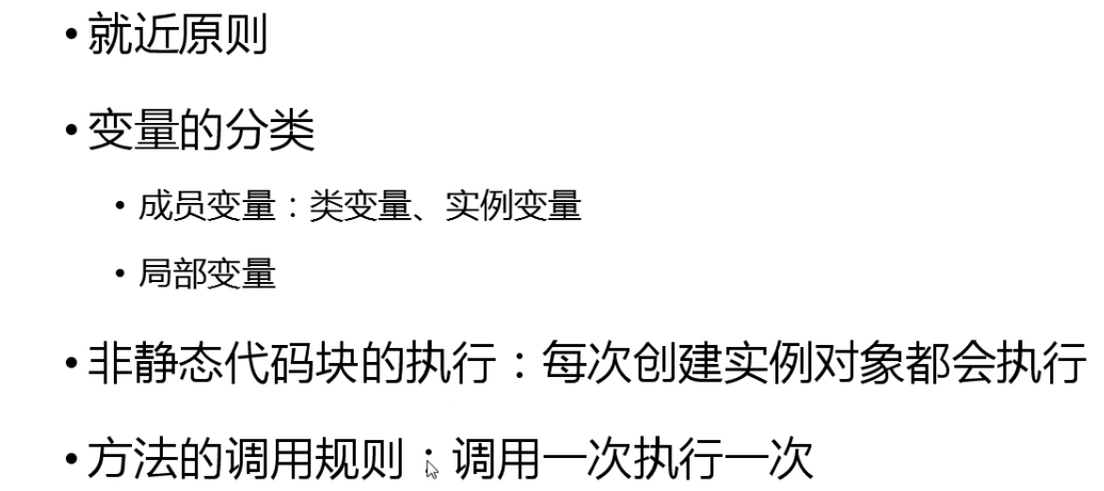 • 就近原则
• 变量的分类
• 成员变量：类变量、实例变量
• 局部变量
• 非静态代码块的执行：每次创建实例对象都会执行
• 方法的调用规则：调用一次执行一次